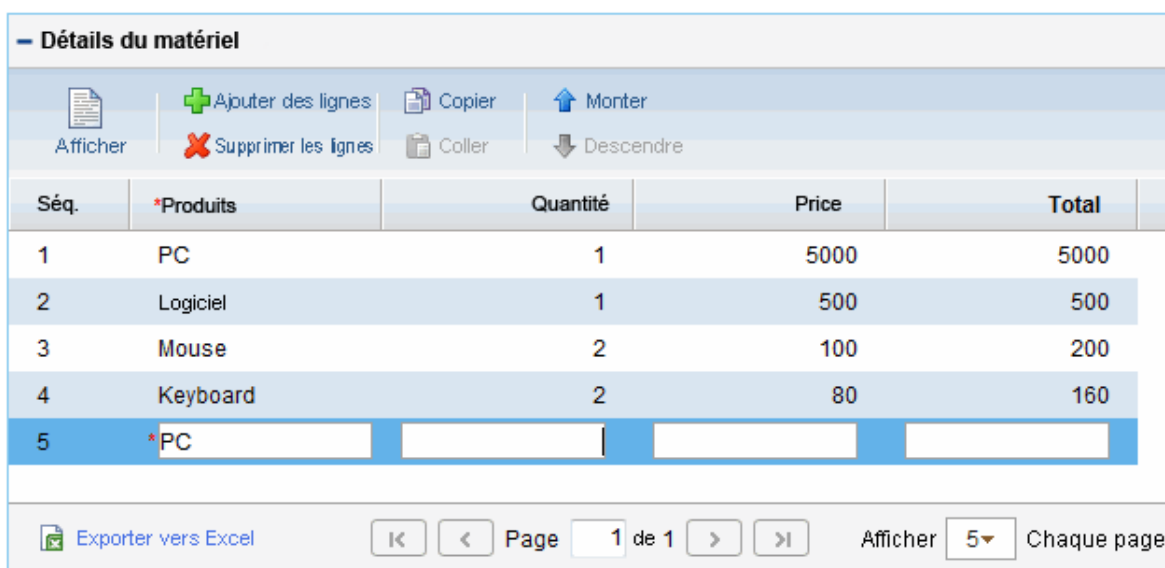 – Détails du matériel
Ajouter des lignes Copier Monter
Afficher Supprimer les lignes Coller Descendre
Séq. *Produits Quantité Price Total
1 PC 1 5000 5000
2 Logiciel 1 500 500
3 Mouse 2 100 200
4 Keyboard 2 80 160
5 *PC
Exporter vers Excel Page 1 de 1 Afficher 5 Chaque page